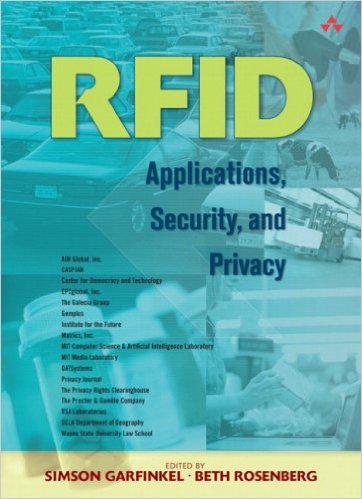 RFID
Applications,
Security, and
Privacy
AIM Global, Inc.
CASPIAN
Center for Democracy and Technology
EPCglobal, Inc.
The Galecia Group
Gemplus
Institute for the Future
Matrics, Inc.
MIT Computer Science & Artificial Intelligence Laboratory
MIT Media Laboratory
OATSystems
Privacy Journal
The Privacy Rights Clearinghouse
The Procter & Gamble Company
RSA Laboratories
UCLA Department of Geography
Wayne State University Law School
EDITED BY
SIMSON GARFINKEL • BETH ROSENBERG